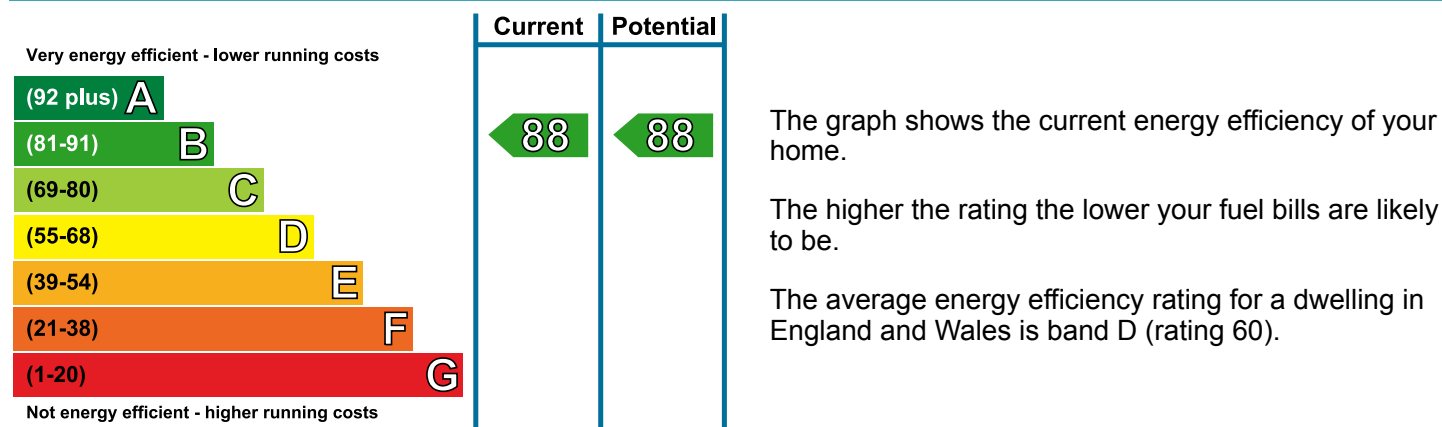 Current Potential
Very energy efficient - lower running costs
(92 plus) A
(81-91) B
(69-80) C
(55-68) D
(39-54) E
(21-38) F
(1-20) G
Not energy efficient - higher running costs
88 88
The graph shows the current energy efficiency of your
home.
The higher the rating the lower your fuel bills are likely
to be.
The average energy efficiency rating for a dwelling in
England and Wales is band D (rating 60).